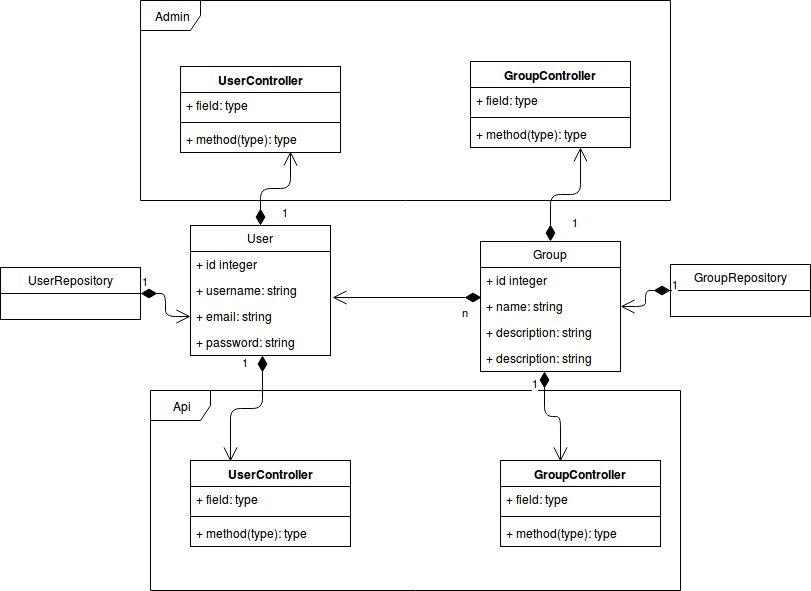 Admin
UserController
+ field: type
+ method(type): type
GroupController
+ field: type
+ method(type): type
1
1
User
+ id integer
+ username: string
+ email: string
+ password: string
Group
+ id integer
+ name: string
+ description: string
+ description: string
UserRepository
1
GroupRepository
1
n
1
1
Api
UserController
+ field: type
+ method(type): type
GroupController
+ field: type
+ method(type): type